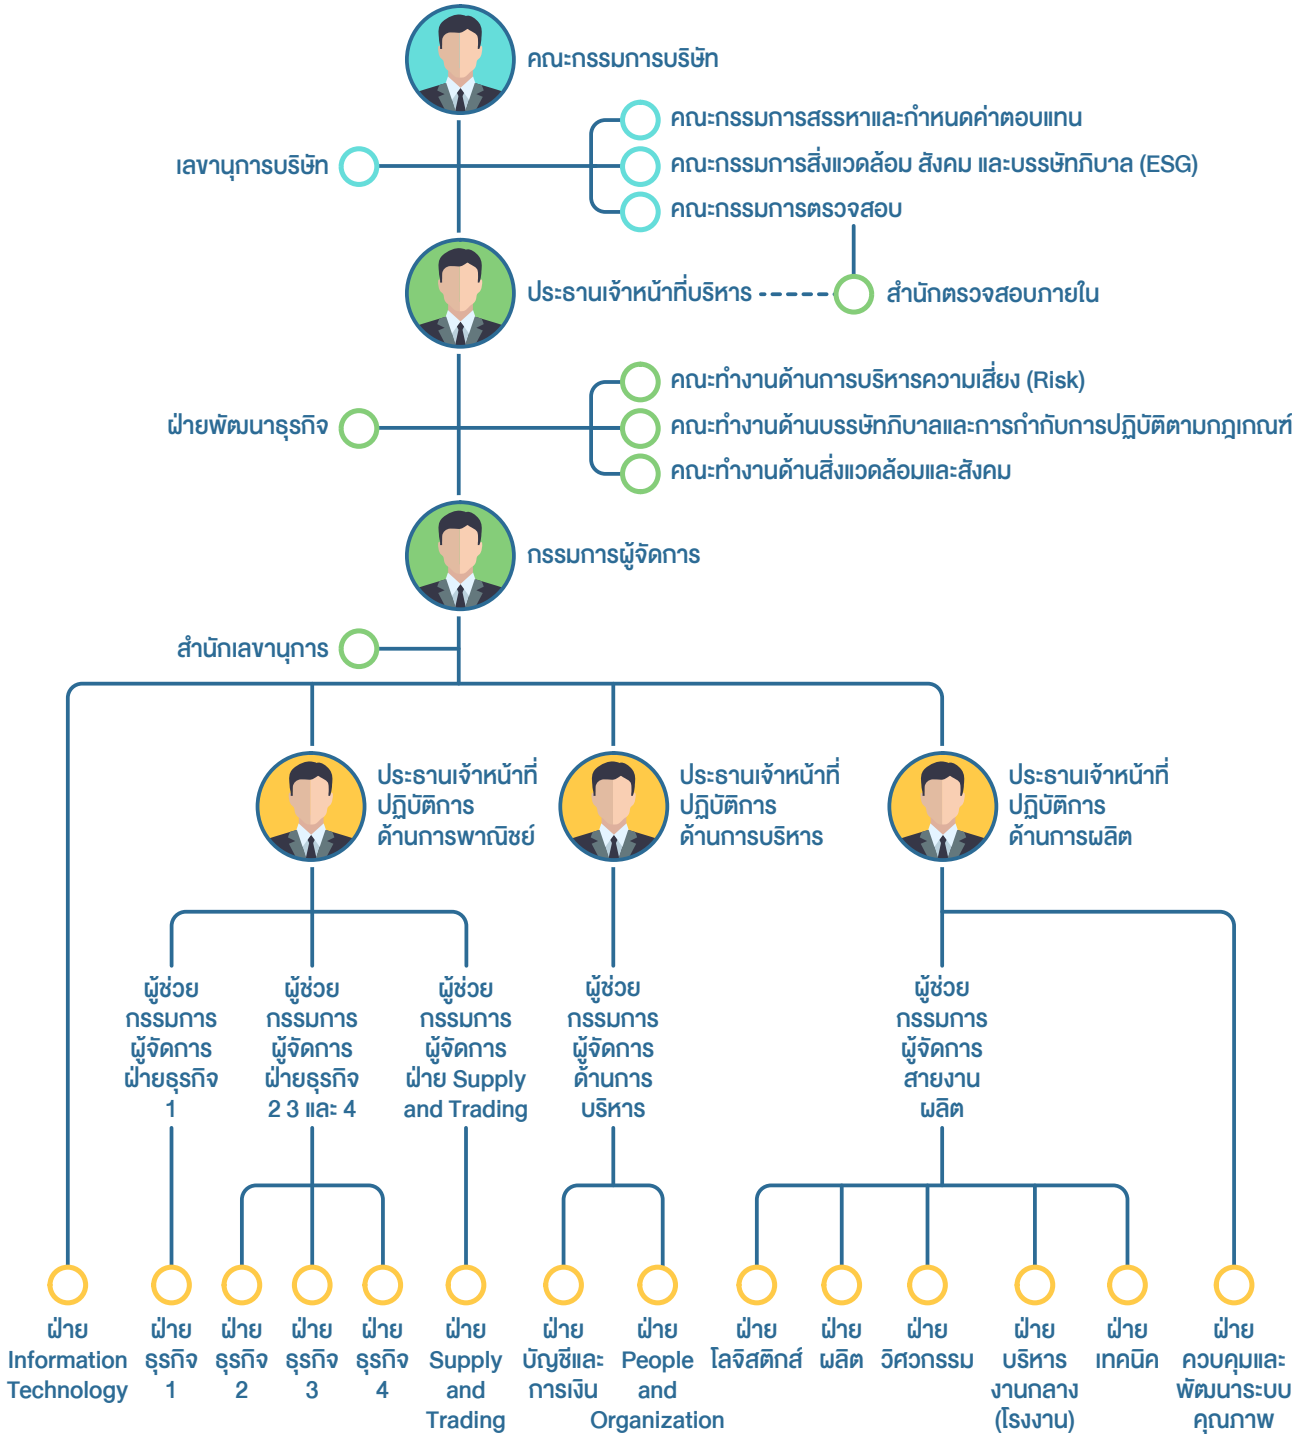 คณะกรรมการบริษัท
คณะกรรมการสรรหาและกำหนดค่าตอบแทน
เลขานุการบริษัท
คณะกรรมการสิ่งแวดล้อม สังคม และบรรษัทภิบาล (ESG)
คณะกรรมการตรวจสอบ
ประธานเจ้าหน้าที่บริหาร
สำนักตรวจสอบภายใน
คณะทำงานด้านการบริหารความเสี่ยง (Risk)
ฝ่ายพัฒนาธุรกิจ
คณะทำงานด้านบรรษัทภิบาลและการกำกับการปฏิบัติตามกฎเกณฑ์
คณะทำงานด้านสิ่งแวดล้อมและสังคม
กรรมการผู้จัดการ
สำนักเลขานุการ
ประธานเจ้าหน้าที่
ปฏิบัติการ
ด้านการพาณิชย์
ประธานเจ้าหน้าที่
ปฏิบัติการ
ด้านการบริหาร
ประธานเจ้าหน้าที่
ปฏิบัติการ
ด้านการผลิต
ผู้ช่วย
กรรมการ
ผู้จัดการ
ฝ่ายธุรกิจ
1
ผู้ช่วย
กรรมการ
ผู้จัดการ
ฝ่ายธุรกิจ
2 3 และ 4
ผู้ช่วย
กรรมการ
ผู้จัดการ
ฝ่าย Supply
and Trading
ผู้ช่วย
กรรมการ
ผู้จัดการ
ด้านการ
บริหาร
ผู้ช่วย
กรรมการ
ผู้จัดการ
สายงาน
ผลิต
ฝ่าย
Information
Technology
ฝ่าย
ธุรกิจ
1
ฝ่าย
ธุรกิจ
2
ฝ่าย
ธุรกิจ
3
ฝ่าย
ธุรกิจ
4
ฝ่าย
Supply
and
Trading
ฝ่าย
บัญชีและ
การเงิน
ฝ่าย
People
and
Organization
ฝ่าย
โลจิสติกส์
ฝ่าย
ผลิต
ฝ่าย
วิศวกรรม
ฝ่าย
บริหาร
งานกลาง
(โรงงาน)
ฝ่าย
เทคนิค
ฝ่าย
ควบคุมและ
พัฒนาระบบ
คุณภาพ